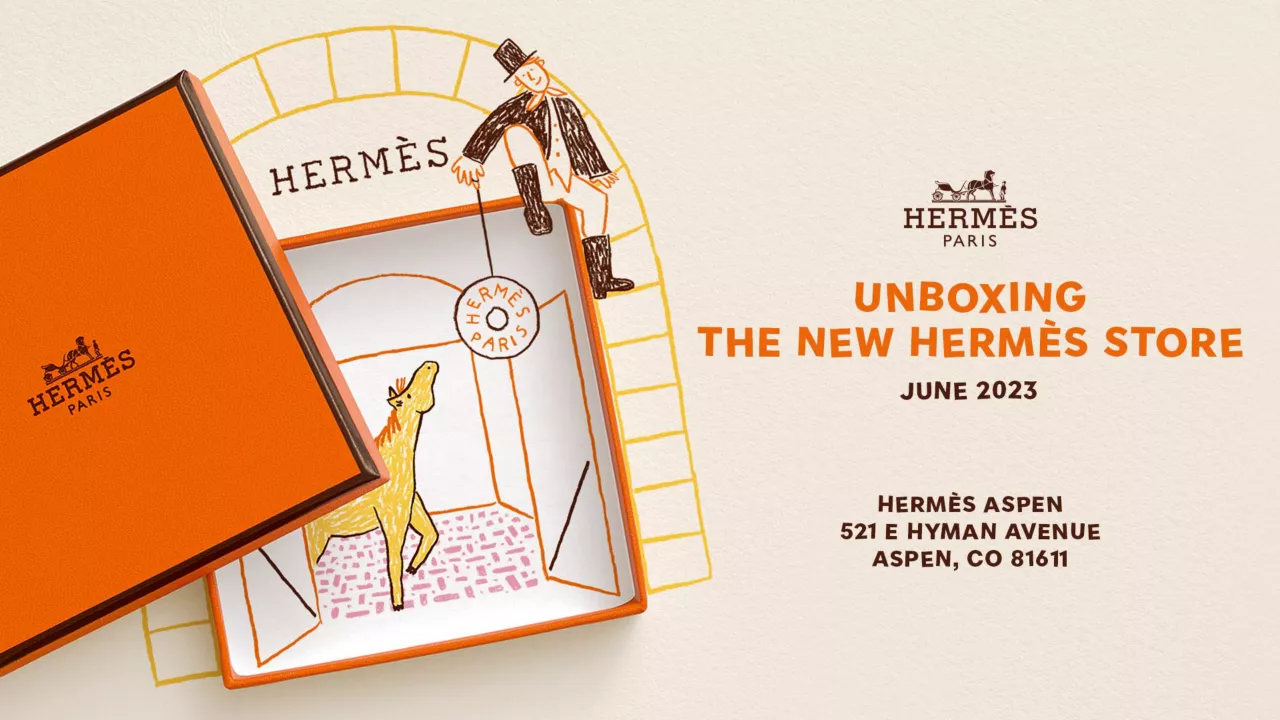 HERMÈS
HERMÈS
PARIS
HERMÈS
PARIS
HERMÈS
PARIS
UNBOXING
THE NEW HERMÈS STORE
JUNE 2023
HERMÈS ASPEN
521 E HYMAN AVENUE
ASPEN, CO 81611